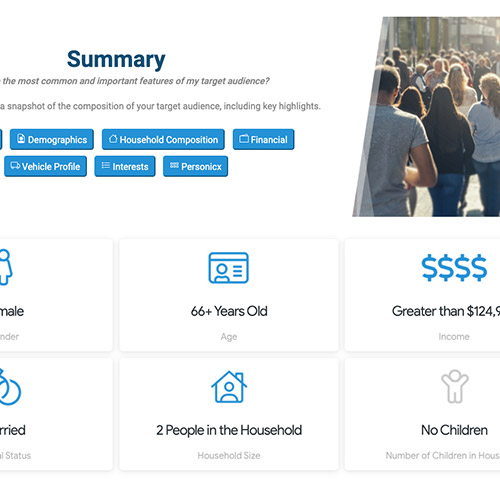 Summary
the most common and important features of my target audience?
a snapshot of the composition of your target audience, including key highlights.
Demographics Household Composition Financial
Vehicle Profile Interests Personicx
male 66+ Years Old Greater than $124,9
nder Age Income
rried 2 People in the Household No Children
l Status Household Size Number of Children in Hous